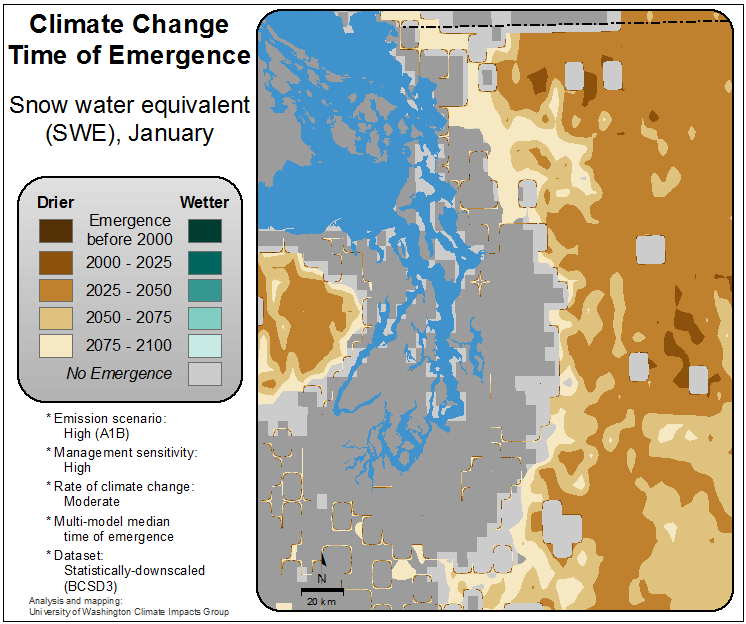 Climate Change
Time of Emergence
Snow water equivalent
(SWE), January
Drier
Wetter
Emergence
before 2000
2000 - 2025
2025 - 2050
2050 - 2075
2075 - 2100
No Emergence
* Emission scenario:
High (A1B)
* Management sensitivity:
High
* Rate of climate change:
Moderate
* Multi-model median
time of emergence
* Dataset:
Statistically-downscaled
(BCSD3)
Analysis and mapping:
University of Washington Climate Impacts Group
N
20 km